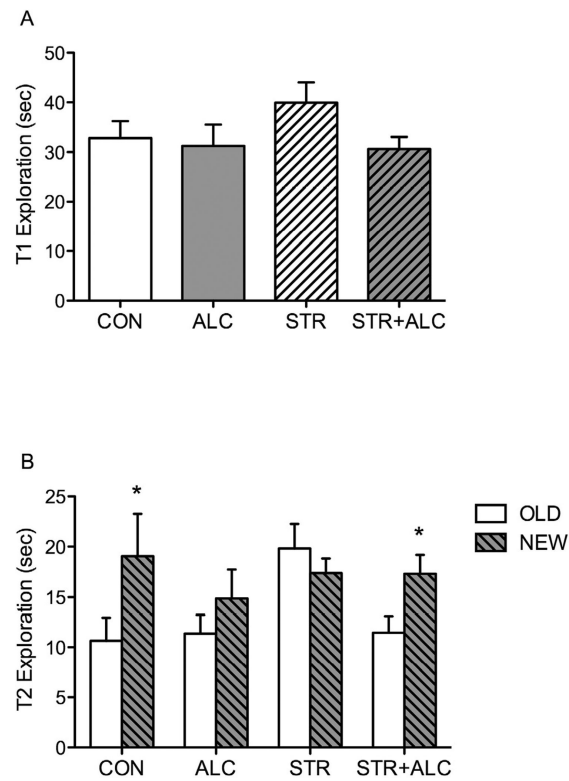 A
T1 Exploration (sec)
50
40
30
20
10
0
CON ALC STR STR+ALC
B
T2 Exploration (sec)
25
20
15
10
5
0
* *
CON ALC STR STR+ALC
OLD
NEW